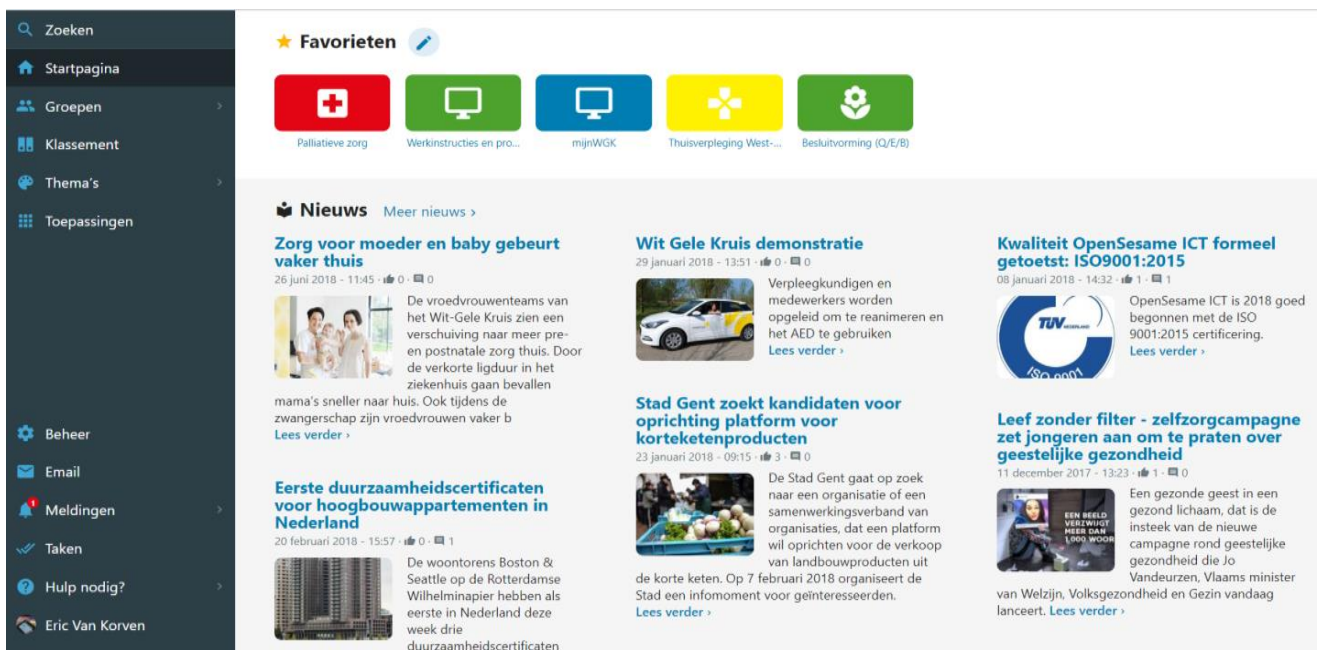 Zoeken
Startpagina
Groepen
Klassement
Thema's
Toepassingen
Beheer
Email
1
Meldingen
Taken
Hulp nodig?
Eric Van Korven
Favorieten
Palliatieve zorg
Werkinstructies en pro...
mijnWGK
Thuisverpleging West-...
Besluitvorming (Q/E/B)
Nieuws Meer nieuws ›
Zorg voor moeder en baby gebeurt
vaker thuis
26 juni 2018 - 11:45 · 0 · 0
De vroedvrouwenteams van
het Wit-Gele Kruis zien een
verschuiving naar meer pre-
en postnatale zorg thuis. Door
de verkorte ligduur in het
ziekenhuis gaan bevallen
mama's sneller naar huis. Ook tijdens de
zwangerschap zijn vroedvrouwen vaker b
Lees verder ›
Eerste duurzaamheidscertificaten
voor hoogbouwappartementen in
Nederland
20 februari 2018 - 15:57 · 0 · 1
De woontorens Boston &
Seattle op de Rotterdamse
Wilhelminapier hebben als
eerste in Nederland deze
week drie
duurzaamheidscertificaten
Wit Gele Kruis demonstratie
29 januari 2018 - 13:51 · 0 · 0
Verpleegkundigen en
medewerkers worden
opgeleid om te reanimeren en
het AED te gebruiken
Lees verder ›
Stad Gent zoekt kandidaten voor
oprichting platform voor
korteketenproducten
23 januari 2018 - 09:15 · 3 · 0
De Stad Gent gaat op zoek
naar een organisatie of een
samenwerkingsverband van
organisaties, dat een platform
wil oprichten voor de verkoop
van landbouwproducten uit
de korte keten. Op 7 februari 2018 organiseert de
Stad een infomoment voor geïnteresseerden.
Lees verder ›
Kwaliteit OpenSesame ICT formeel
getoetst: ISO9001:2015
08 januari 2018 - 14:32 · 1 · 1
TÜV NEDERLAND
ISO 9001
OpenSesame ICT is 2018 goed
begonnen met de ISO
9001:2015 certificering.
Lees verder ›
Leef zonder filter - zelfzorgcampagne
zet jongeren aan om te praten over
geestelijke gezondheid
11 december 2017 - 13:23 · 1 · 0
EEN BEELD
VERZWIJGT
MEER DAN
1.000 WOOR
Een gezonde geest in een
gezond lichaam, dat is de
insteek van de nieuwe
campagne rond geestelijke
gezondheid die Jo
Vandeurzen, Vlaams minister
van Welzijn, Volksgezondheid en Gezin vandaag
lanceert. Lees verder ›